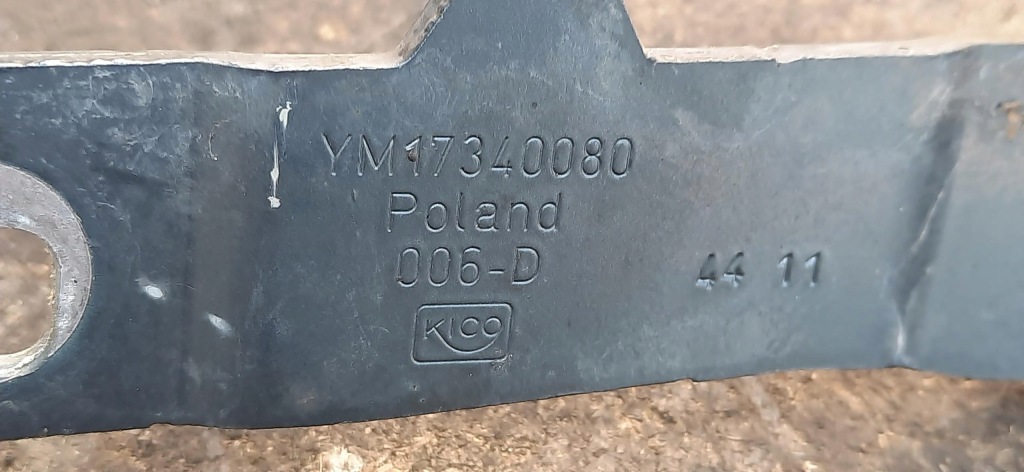 YM17340080
Poland
006-D
44 11
KICO